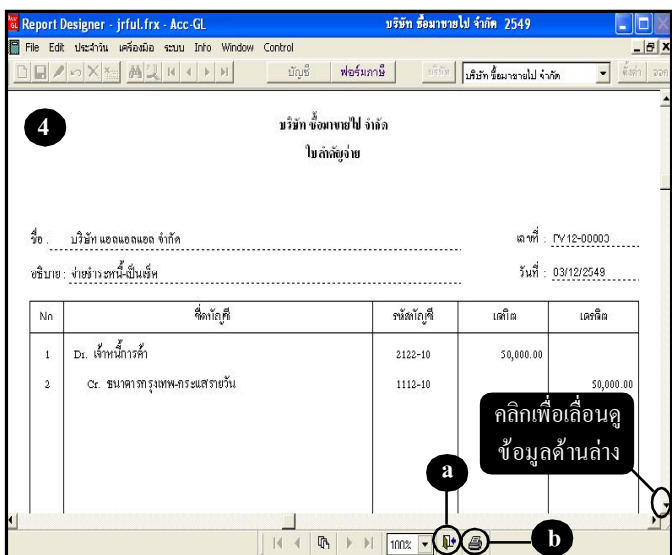 Report Designer - jrful.frx - Acc-GL บริษัท ซื้อมาขายไป จำกัด 2549
File Edit ประจำวัน เครื่องมือ ระบบ Info Window Control
บัญชี ฟอร์มภาษี บริษัท บริษัท ซื้อมาขายไป จำกัด ตั้งค่า ออก
4
บริษัท ซื้อมาขายไป จำกัด
ใบสำคัญจ่าย
ชื่อ : บริษัท แอลแอลแอล จำกัด เลขที่ : PV12-00003
อธิบาย : จ่ายชำระหนี้-เป็นเช็ค วันที่ : 03/12/2549
No ชื่อบัญชี รหัสบัญชี เดบิต เครดิต
1 Dr. เจ้าหนี้การค้า 2122-10 50,000.00
2 Cr. ธนาคารกรุงเทพ-กระแสรายวัน 1112-10 50,000.00
คลิกเพื่อเลื่อนดู
ข้อมูลด้านล่าง
a
100% b